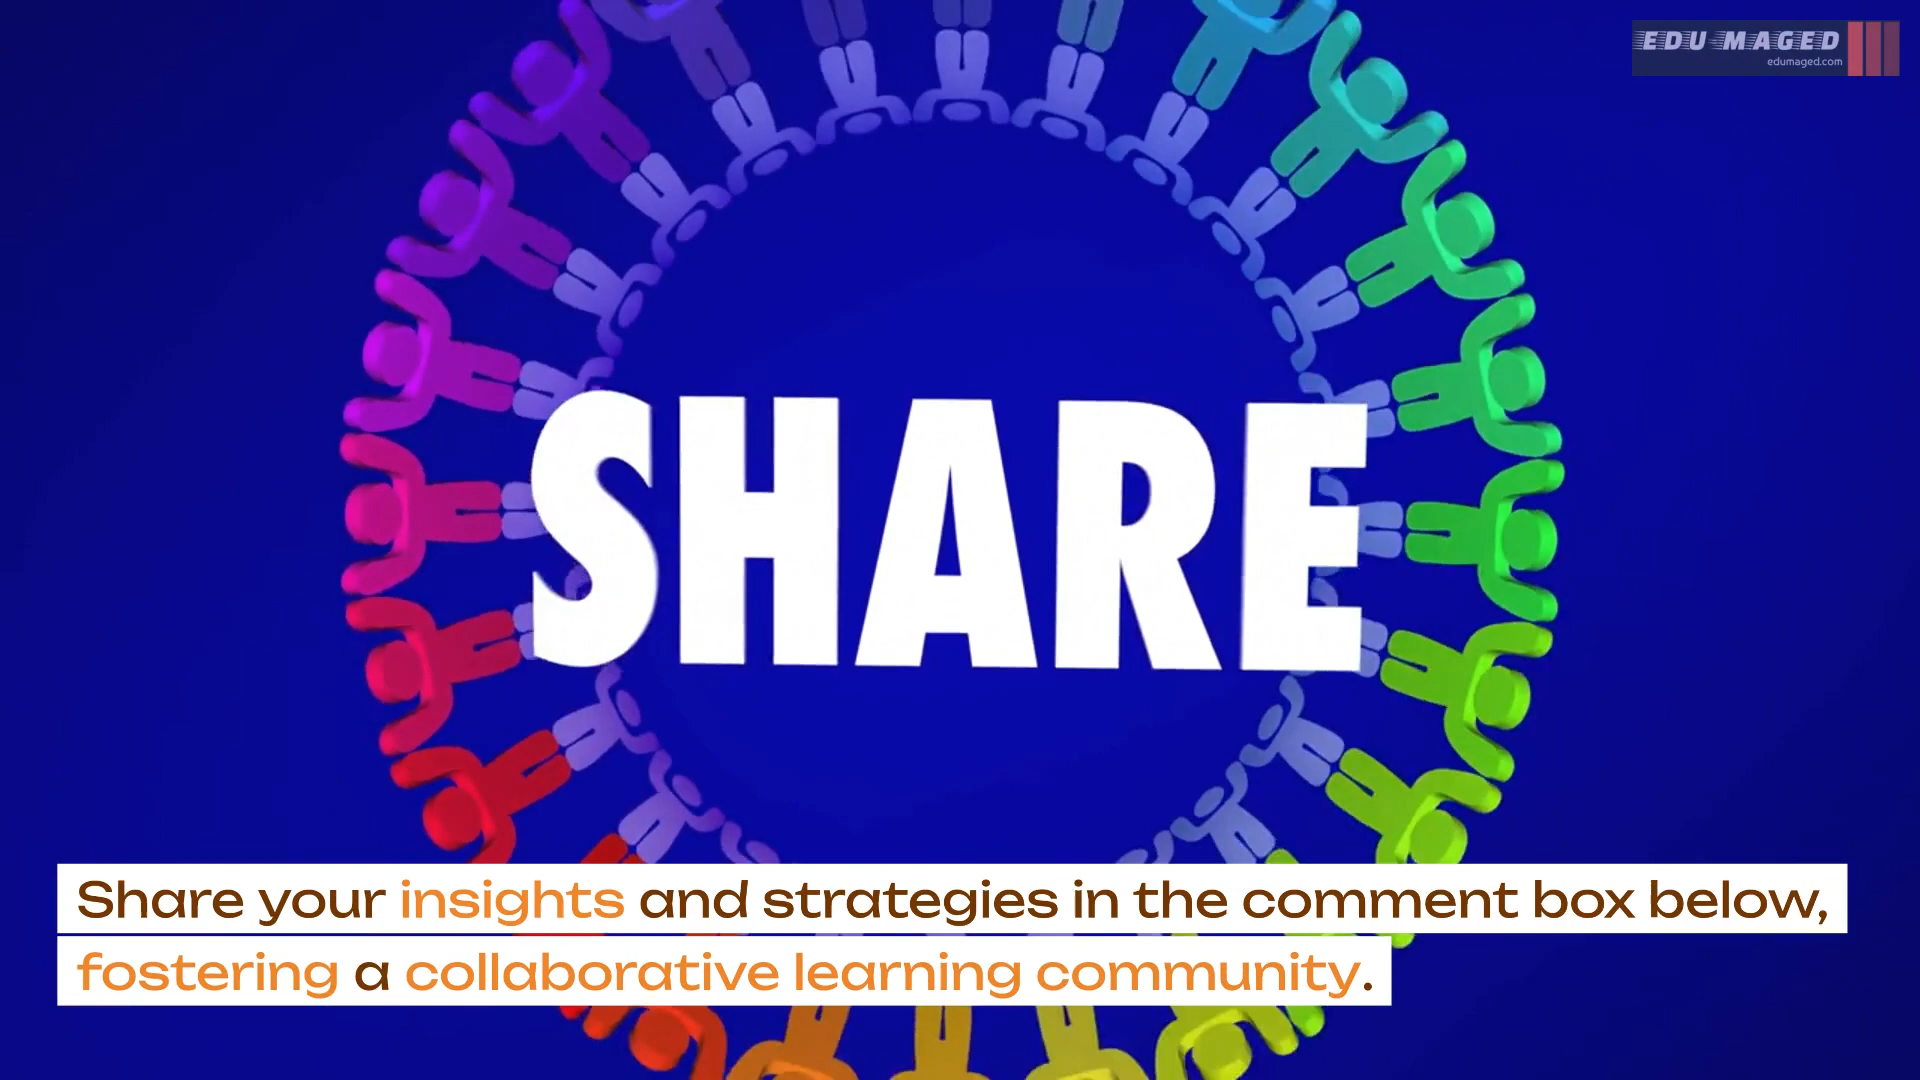 EDU MAGED
edumaged.com
SHARE
Share your insights and strategies in the comment box below,
fostering a collaborative learning community.